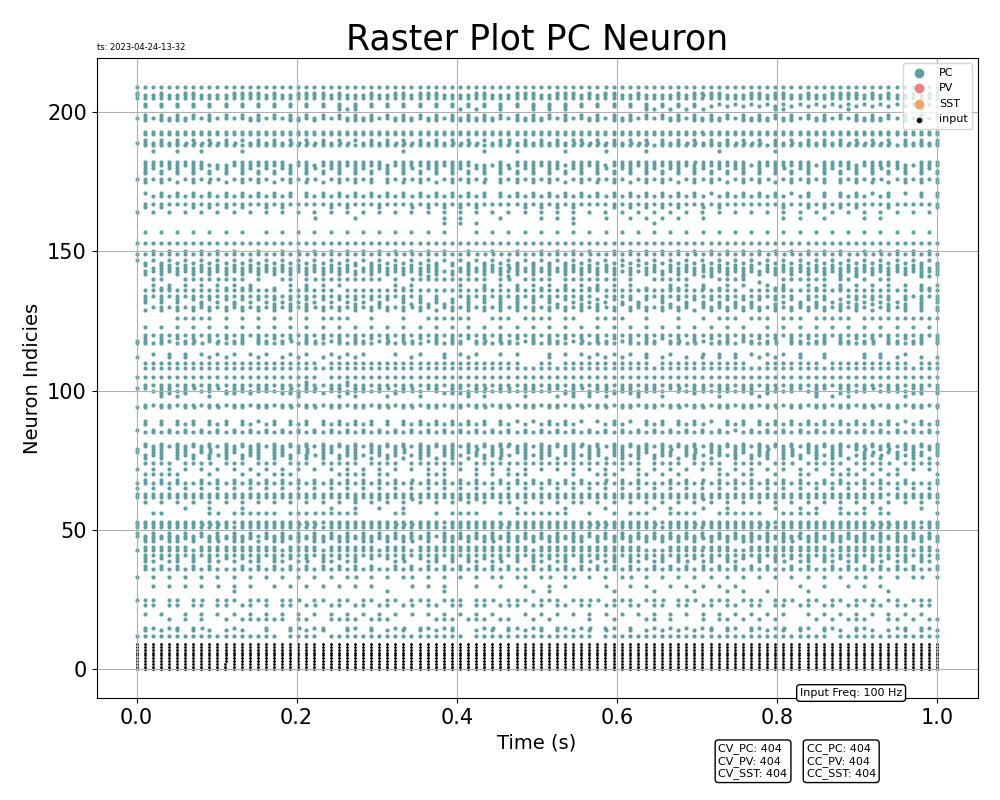 Raster Plot PC Neuron
ts: 2023-04-24-13-32
PC
PV
SST
input
200
150
100
50
0
Neuron Indicies
Input Freq: 100 Hz
0.0 0.2 0.4 0.6 0.8 1.0
Time (s)
CV_PC: 404
CV_PV: 404
CV_SST: 404
CC_PC: 404
CC_PV: 404
CC_SST: 404